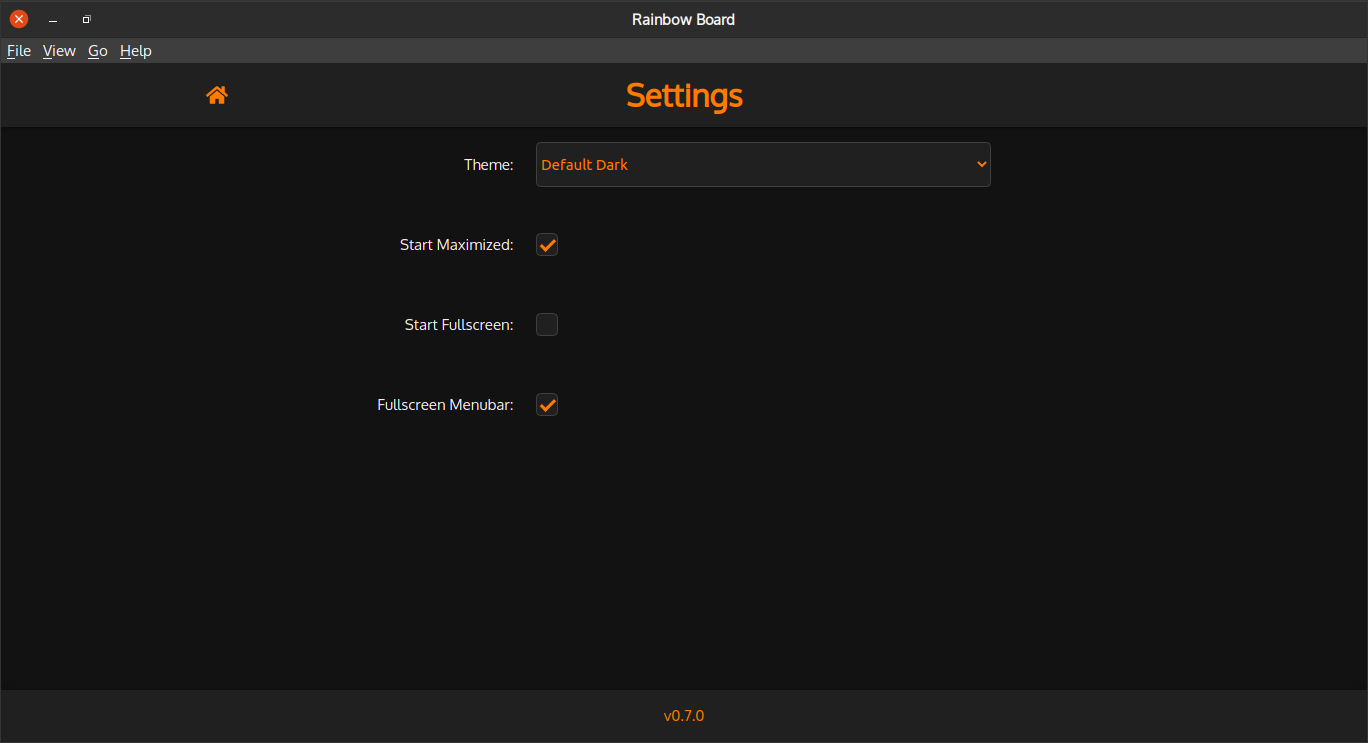 Rainbow Board
File View Go Help
Settings
Theme: Default Dark
Start Maximized:
Start Fullscreen:
Fullscreen Menubar:
v0.7.0